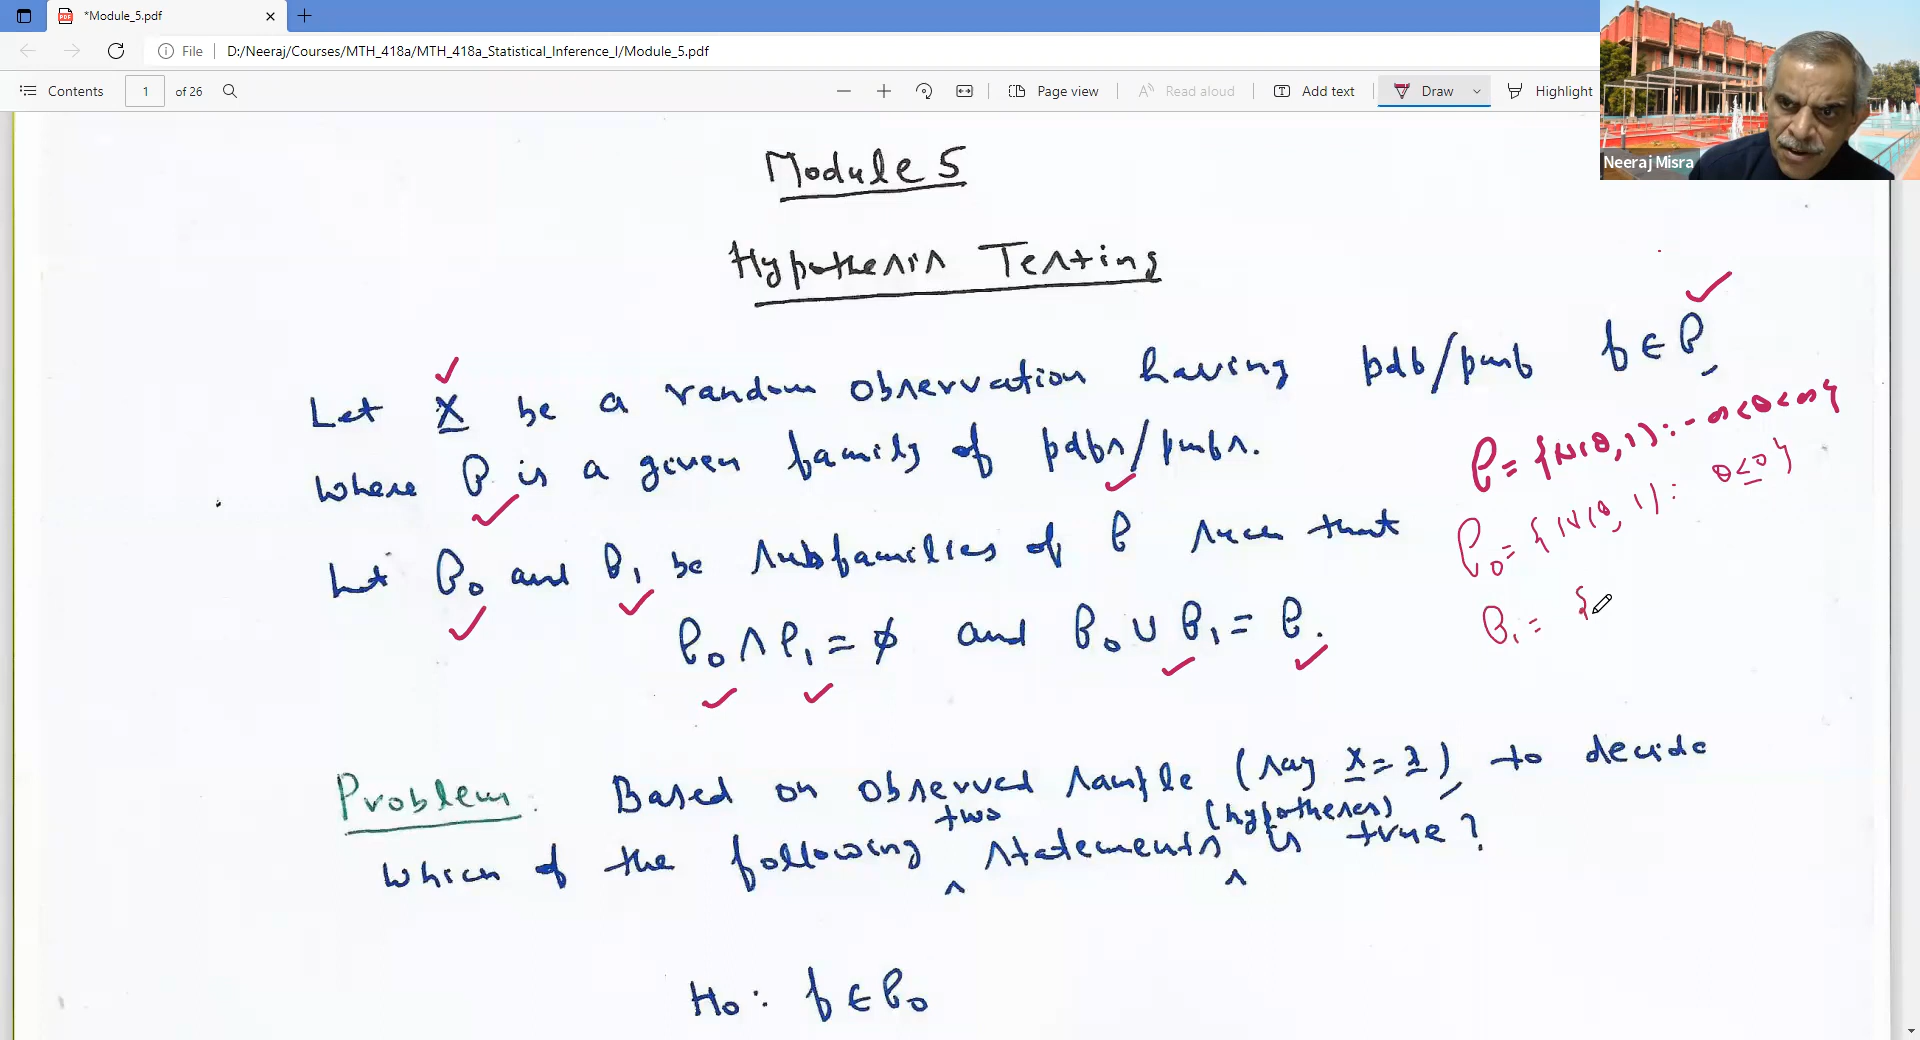 *Module_5.pdf
File D:/Neeraj/Courses/MTH_418a/MTH_418a_Statistical_Inference_I/Module_5.pdf
Contents 1 of 26 Page view Read aloud Add text Draw Highlight
Neeraj Misra
Module 5
Hypothesis Testing
Let X be a random observation having pdf/pmf f ∈ P,
where P is a given family of pdfs/pmfs.
P = {N(θ, 1): -∞ < θ < ∞}
P₀ = {N(θ, 1): θ ≤ 0}
Let P₀ and P₁ be subfamilies of P such that
P₁ = {
P₀ ∩ P₁ = φ and P₀ ∪ P₁ = P.
Problem: Based on observed sample (say X = x), to decide
two (hypotheses)
which of the following ^ statements ^ is true?
H₀: f ∈ P₀